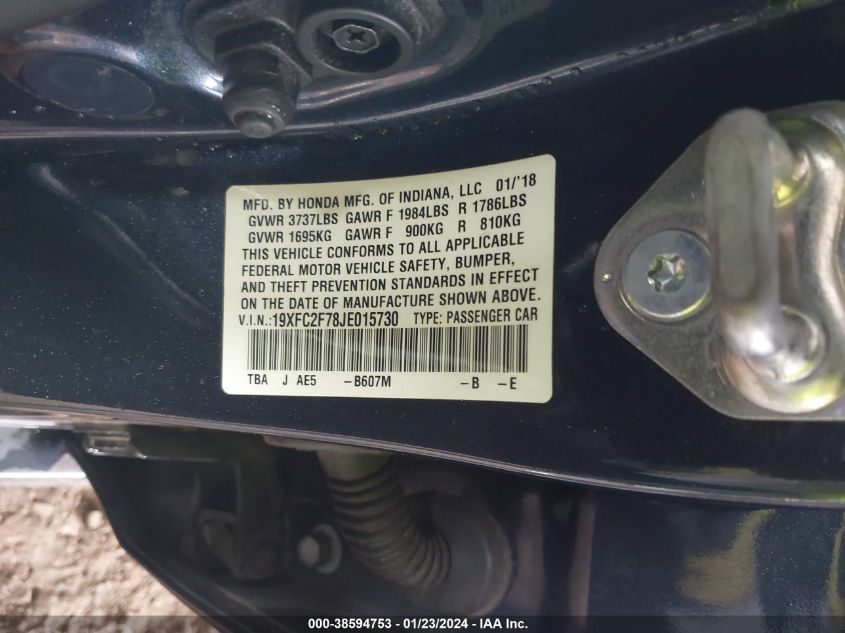 MFD. BY HONDA MFG. OF INDIANA, LLC 01/'18
GVWR 3737LBS GAWR F 1984LBS R 1786LBS
GVWR 1695KG GAWR F 900KG R 810KG
THIS VEHICLE CONFORMS TO ALL APPLICABLE
FEDERAL MOTOR VEHICLE SAFETY, BUMPER,
AND THEFT PREVENTION STANDARDS IN EFFECT
ON THE DATE OF MANUFACTURE SHOWN ABOVE.
V.I.N.:19XFC2F78JE015730 TYPE: PASSENGER CAR
TBA J AE5 -B607M -B -E
000-38594753 - 01/23/2024 - IAA Inc.